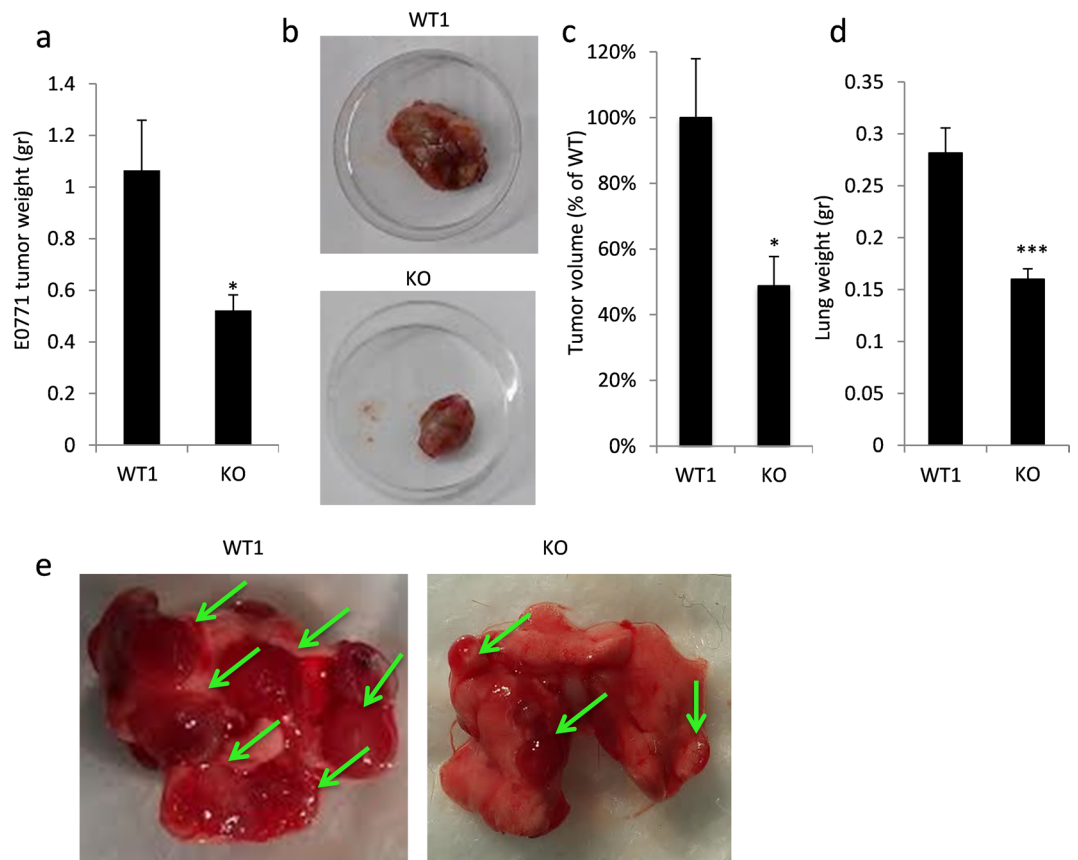 a
E0771 tumor weight (gr)
1.4
1.2
1
0.8
0.6
0.4
0.2
0
*
WT1
KO
b
WT1
KO
c
Tumor volume (% of WT)
120%
100%
80%
60%
40%
20%
0%
*
WT1
KO
d
Lung weight (gr)
0.35
0.3
0.25
0.2
0.15
0.1
0.05
0
***
WT1
KO
e
WT1
KO